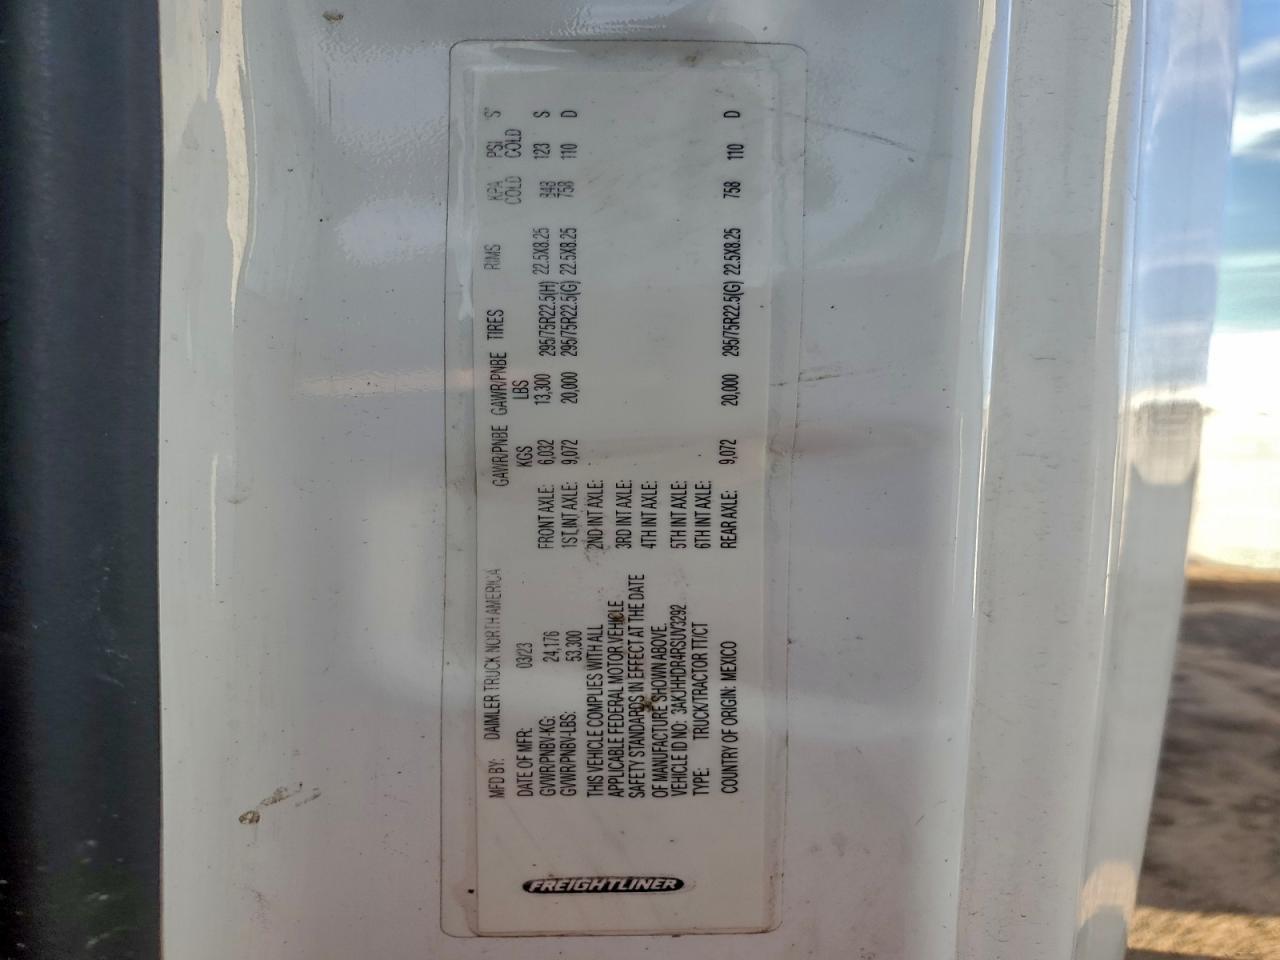 FREIGHTLINER
MFD BY: DAIMLER TRUCK NORTH AMERICA
DATE OF MFR: 03/23
GVWR/PNBV-KG: 24,176
GVWR/PNBV-LBS: 53,300
THIS VEHICLE COMPLIES WITH ALL
APPLICABLE FEDERAL MOTOR VEHICLE
SAFETY STANDARDS IN EFFECT AT THE DATE
OF MANUFACTURE SHOWN ABOVE.
VEHICLE ID NO: 3AKJHHDR4RSUV3292
TYPE: TRUCK/TRACTOR TT/CT
COUNTRY OF ORIGIN: MEXICO
GAWR/PNBE GAWR/PNBE TIRES RIMS KPA PSI S*
KGS LBS COLD COLD
FRONT AXLE: 6,032 13,300 295/75R22.5(H) 22.5X8.25 848 123 S
1ST INT AXLE: 9,072 20,000 295/75R22.5(G) 22.5X8.25 758 110 D
2ND INT AXLE:
3RD INT AXLE:
4TH INT AXLE:
5TH INT AXLE:
6TH INT AXLE:
REAR AXLE: 9,072 20,000 295/75R22.5(G) 22.5X8.25 758 110 D